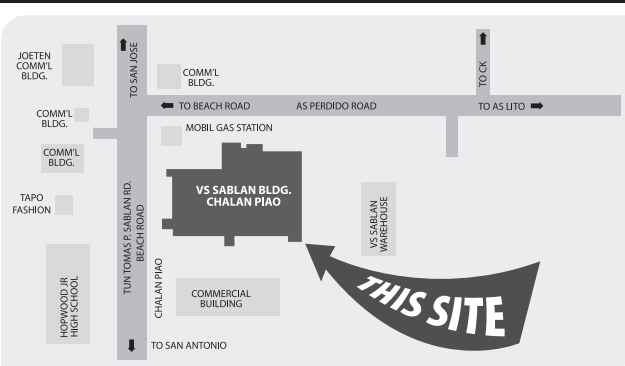 JOETEN
COMM'L
BLDG.
TO SAN JOSE
COMM'L
BLDG.
TO CK
TO BEACH ROAD
AS PERDIDO ROAD
TO AS LITO
COMM'L
BLDG.
MOBIL GAS STATION
COMM'L
BLDG.
VS SABLAN BLDG.
CHALAN PIAO
TAPO
FASHION
TUN TOMAS P. SABLAN RD.
BEACH ROAD
VS SABLAN
WAREHOUSE
HOPWOOD JR
HIGH SCHOOL
CHALAN PIAO
COMMERCIAL
BUILDING
THIS SITE
TO SAN ANTONIO